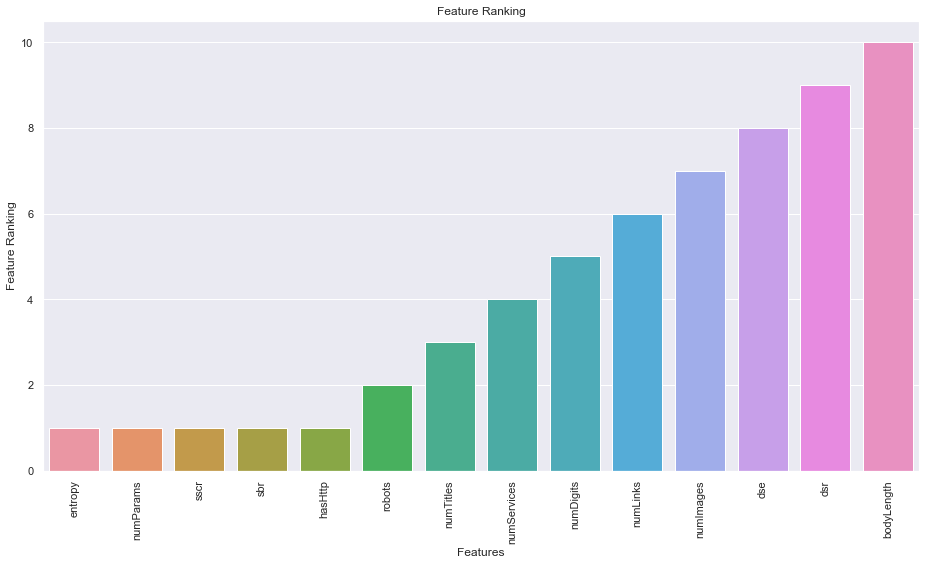 Feature Ranking
Feature Ranking
10
8
6
4
2
0
entropy
numParams
sscr
sbr
hasHttp
robots
numTitles
numServices
numDigits
numLinks
numImages
dse
dsr
bodyLength
Features